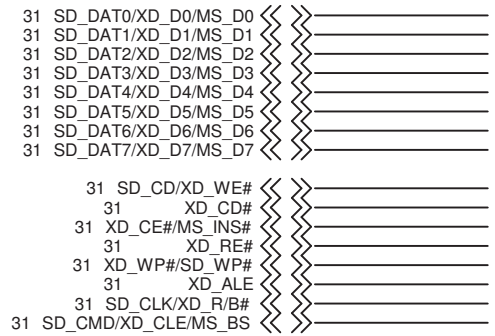 31 SD_DAT0/XD_D0/MS_D0
31 SD_DAT1/XD_D1/MS_D1
31 SD_DAT2/XD_D2/MS_D2
31 SD_DAT3/XD_D3/MS_D3
31 SD_DAT4/XD_D4/MS_D4
31 SD_DAT5/XD_D5/MS_D5
31 SD_DAT6/XD_D6/MS_D6
31 SD_DAT7/XD_D7/MS_D7
31 SD_CD/XD_WE#
31 XD_CD#
31 XD_CE#/MS_INS#
31 XD_RE#
31 XD_WP#/SD_WP#
31 XD_ALE
31 SD_CLK/XD_R/B#
31 SD_CMD/XD_CLE/MS_BS